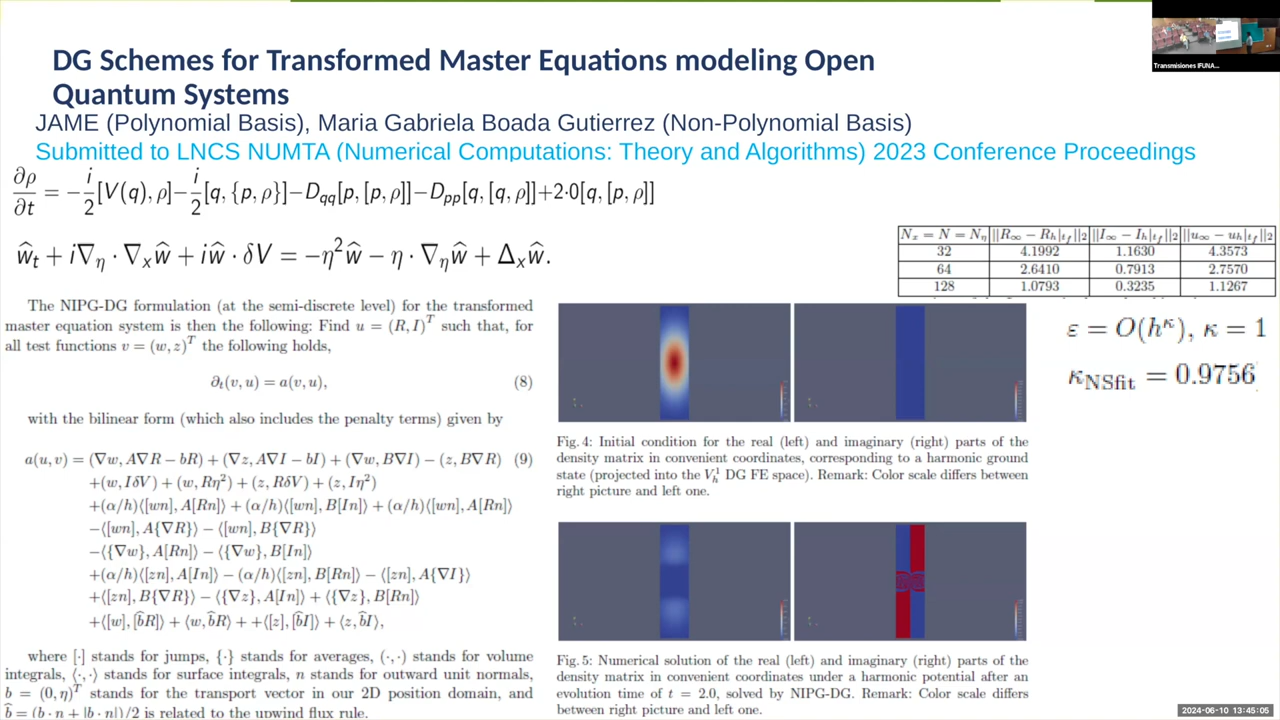 DG Schemes for Transformed Master Equations modeling Open
Quantum Systems
JAME (Polynomial Basis), Maria Gabriela Boada Gutierrez (Non-Polynomial Basis)
Submitted to LNCS NUMTA (Numerical Computations: Theory and Algorithms) 2023 Conference Proceedings
∂ρ/∂t = −i/2[V(q), ρ]−i/2[q, {p, ρ}]−D_qq[p, [p, ρ]]−D_pp[q, [q, ρ]]+2·0[q, [p, ρ]]
ŵ_t + i∇_η · ∇_x ŵ + iŵ · δV = −η²ŵ − η · ∇_η ŵ + Δ_x ŵ.
N_x = N = N_η ||R_∞ − R_h|_{t_f}||_2 ||I_∞ − I_h|_{t_f}||_2 ||u_∞ − u_h|_{t_f}||_2
32 4.1992 1.1630 4.3573
64 2.6410 0.7913 2.7570
128 1.0793 0.3235 1.1267
ε = O(h^κ), κ = 1
κ_NSfit = 0.9756
The NIPG-DG formulation (at the semi-discrete level) for the transformed
master equation system is then the following: Find u = (R, I)^T such that, for
all test functions v = (w, z)^T the following holds,
∂_t(v, u) = a(v, u), (8)
with the bilinear form (which also includes the penalty terms) given by
a(u, v) = (∇w, A∇R − bR) + (∇z, A∇I − bI) + (∇w, B∇I) − (z, B∇R) (9)
+(w, IδV) + (w, Rη²) + (z, RδV) + (z, Iη²)
+(α/h)⟨[wn], A[Rn]⟩ + (α/h)⟨[wn], B[In]⟩ + (α/h)⟨[wn], A[Rn]⟩
−⟨[wn], A{∇R}⟩ − ⟨[wn], B{∇R}⟩
−⟨{∇w}, A[Rn]⟩ − ⟨{∇w}, B[In]⟩
+(α/h)⟨[zn], A[In]⟩ − (α/h)⟨[zn], B[Rn]⟩ − ⟨[zn], A{∇I}⟩
+⟨[zn], B{∇R}⟩ − ⟨{∇z}, A[In]⟩ + ⟨{∇z}, B[Rn]⟩
+⟨[w], [b̂R]⟩ + ⟨w, b̂R⟩ + +⟨[z], [b̂I]⟩ + ⟨z, b̂I⟩,
where [·] stands for jumps, {·} stands for averages, (·, ·) stands for volume
integrals, ⟨·, ·⟩ stands for surface integrals, n stands for outward unit normals,
b = (0, η)^T stands for the transport vector in our 2D position domain, and
b̂ = (b · n + |b · n|)/2 is related to the upwind flux rule.
Fig. 4: Initial condition for the real (left) and imaginary (right) parts of the
density matrix in convenient coordinates, corresponding to a harmonic ground
state (projected into the V_h^1 DG FE space). Remark: Color scale differs between
right picture and left one.
Fig. 5: Numerical solution of the real (left) and imaginary (right) parts of the
density matrix in convenient coordinates under a harmonic potential after an
evolution time of t = 2.0, solved by NIPG-DG. Remark: Color scale differs
between right picture and left one.
Transmisiones IFUNA...
2024-06-10 13:45:05